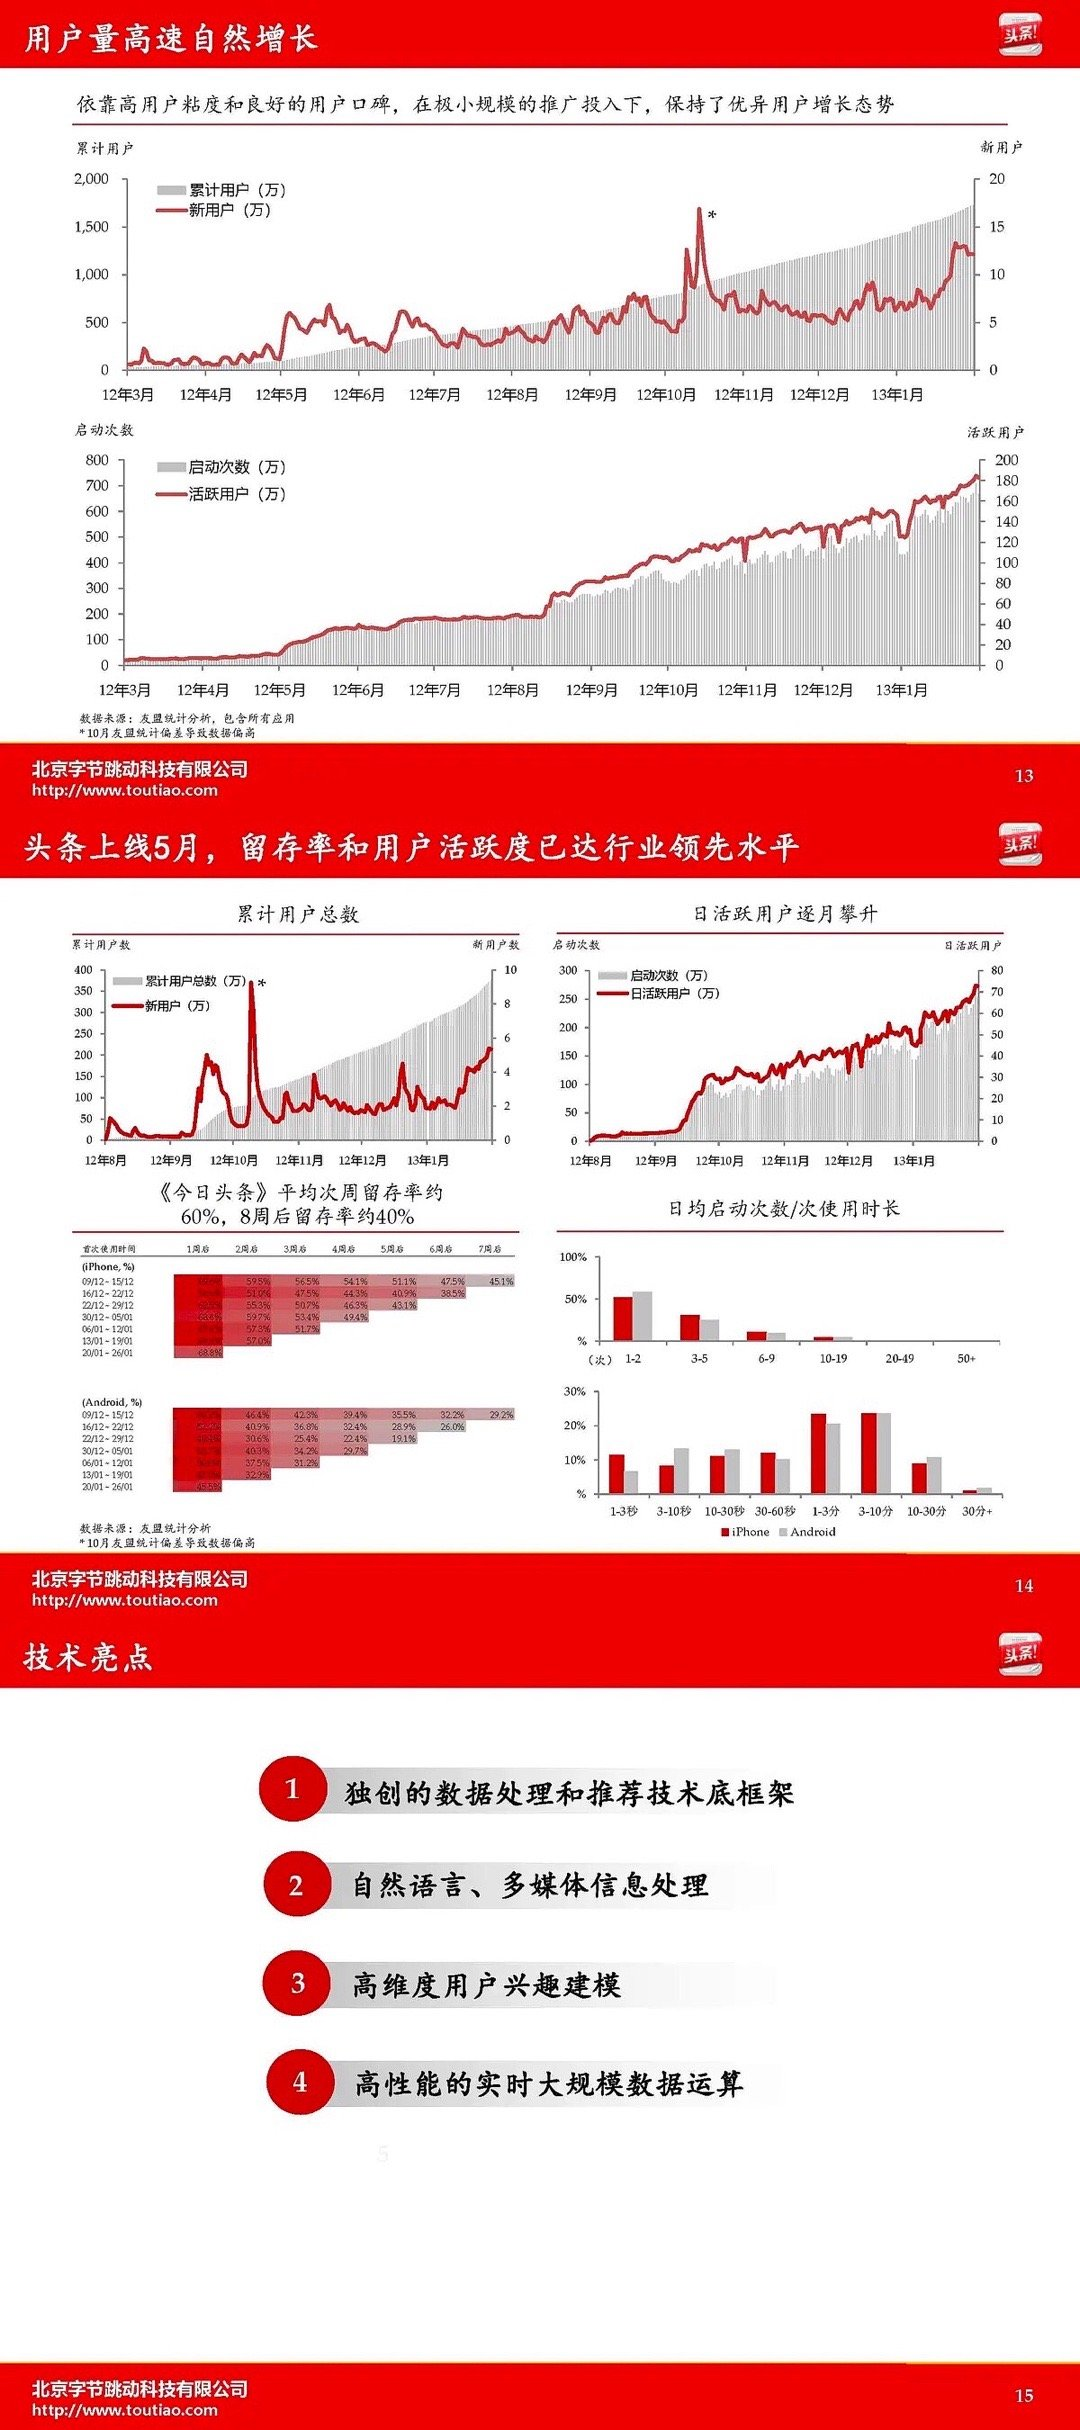 用户量高速自然增长
头条!
依靠高用户粘度和良好的用户口碑，在极小规模的推广投入下，保持了优异用户增长态势
累计用户 新用户
累计用户（万）
新用户（万）
*
2,000 20
1,500 15
1,000 10
500 5
0 0
12年3月 12年4月 12年5月 12年6月 12年7月 12年8月 12年9月 12年10月 12年11月 12年12月 13年1月
启动次数 活跃用户
启动次数（万）
活跃用户（万）
800 200
700 180
600 160
500 140
400 120
300 100
200 80
100 60
0 40
20
0
12年3月 12年4月 12年5月 12年6月 12年7月 12年8月 12年9月 12年10月 12年11月 12年12月 13年1月
数据来源：友盟统计分析，包含所有应用
*10月友盟统计偏差导致数据偏高
北京字节跳动科技有限公司
http://www.toutiao.com
13
头条上线5月，留存率和用户活跃度已达行业领先水平
头条!
累计用户总数
累计用户数 新用户数
累计用户总数（万） *
新用户（万）
400 10
350 8
300 6
250 4
200 2
150 0
100
50
0
12年8月 12年9月 12年10月 12年11月 12年12月 13年1月
日活跃用户逐月攀升
启动次数 日活跃用户
启动次数（万）
日活跃用户（万）
300 80
250 70
200 60
150 50
100 40
50 30
0 20
10
0
12年8月 12年9月 12年10月 12年11月 12年12月 13年1月
《今日头条》平均次周留存率约
60%，8周后留存率约40%
首次使用时间 1周后 2周后 3周后 4周后 5周后 6周后 7周后
(iPhone, %)
09/12 ~ 15/12 59.5% 56.5% 54.1% 51.1% 47.5% 45.1%
16/12 ~ 22/12 51.0% 47.5% 44.3% 40.9% 38.5%
22/12 ~ 29/12 55.3% 50.7% 46.3% 43.1%
30/12 ~ 05/01 59.7% 53.4% 49.4%
06/01 ~ 12/01 57.3% 51.7%
13/01 ~ 19/01 57.0%
20/01 ~ 26/01 68.8%
(Android, %)
09/12 ~ 15/12 46.4% 42.3% 39.4% 35.5% 32.2% 29.2%
16/12 ~ 22/12 40.9% 36.8% 32.4% 28.9% 26.0%
22/12 ~ 29/12 30.6% 25.4% 22.4% 19.1%
30/12 ~ 05/01 40.3% 34.2% 29.7%
06/01 ~ 12/01 37.5% 31.2%
13/01 ~ 19/01 32.9%
20/01 ~ 26/01
日均启动次数/次使用时长
100%
50%
%
（次） 1-2 3-5 6-9 10-19 20-49 50+
30%
20%
10%
%
1-3秒 3-10秒 10-30秒 30-60秒 1-3分 3-10分 10-30分 30分+
iPhone Android
数据来源：友盟统计分析
*10月友盟统计偏差导致数据偏高
北京字节跳动科技有限公司
http://www.toutiao.com
14
技术亮点
头条!
1 独创的数据处理和推荐技术底框架
2 自然语言、多媒体信息处理
3 高维度用户兴趣建模
4 高性能的实时大规模数据运算
5
北京字节跳动科技有限公司
http://www.toutiao.com
15